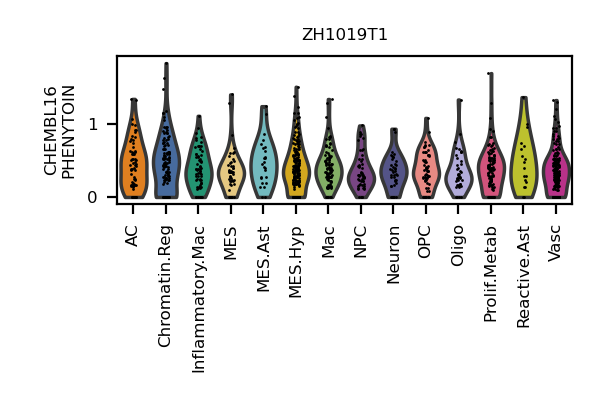 ZH1019T1
CHEMBL16
PHENYTOIN
1
0
AC
Chromatin.Reg
Inflammatory.Mac
MES
MES.Ast
MES.Hyp
Mac
NPC
Neuron
OPC
Oligo
Prolif.Metab
Reactive.Ast
Vasc